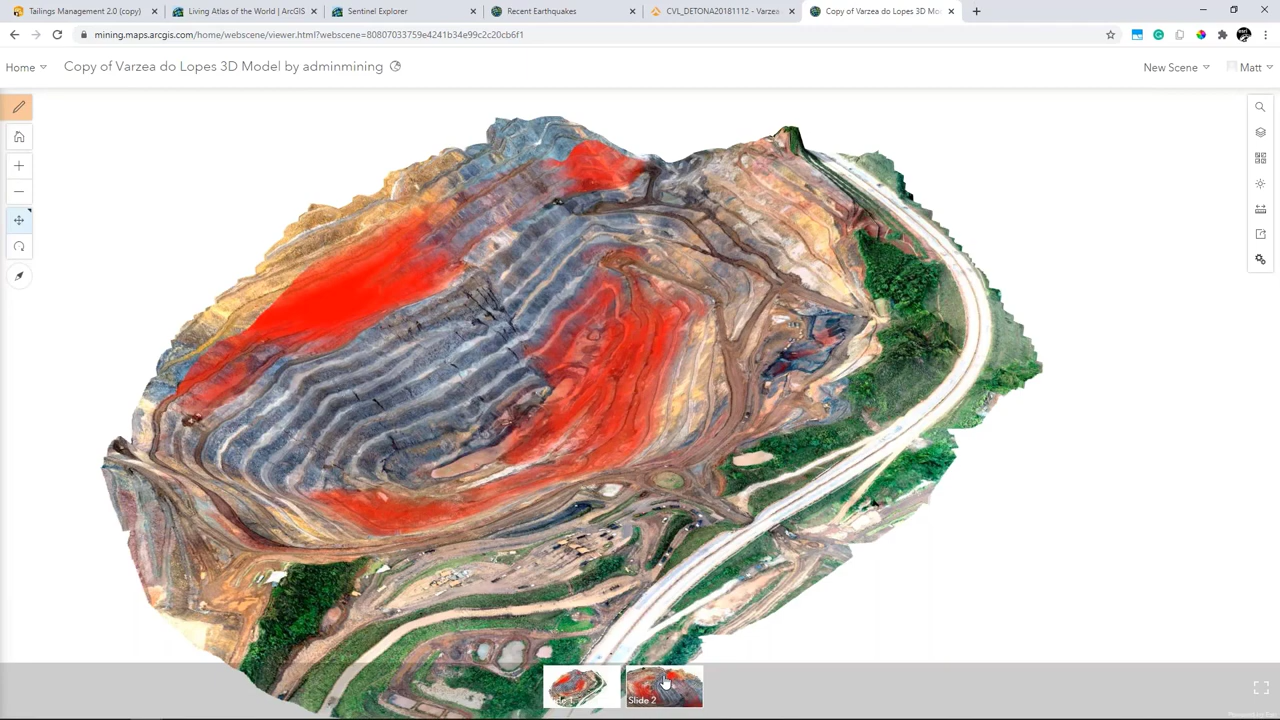 Tailings Management 2.0 (copy)
Living Atlas of the World | ArcGIS
Sentinel Explorer
Recent Earthquakes
CVL_DETONA20181112 - Varzea
Copy of Varzea do Lopes 3D Mo
mining.maps.arcgis.com/home/webscene/viewer.html?webscene=80807033759e4241b34e99c2c20cb6f1
Home
Copy of Varzea do Lopes 3D Model by adminmining
New Scene
Matt
Slide 2